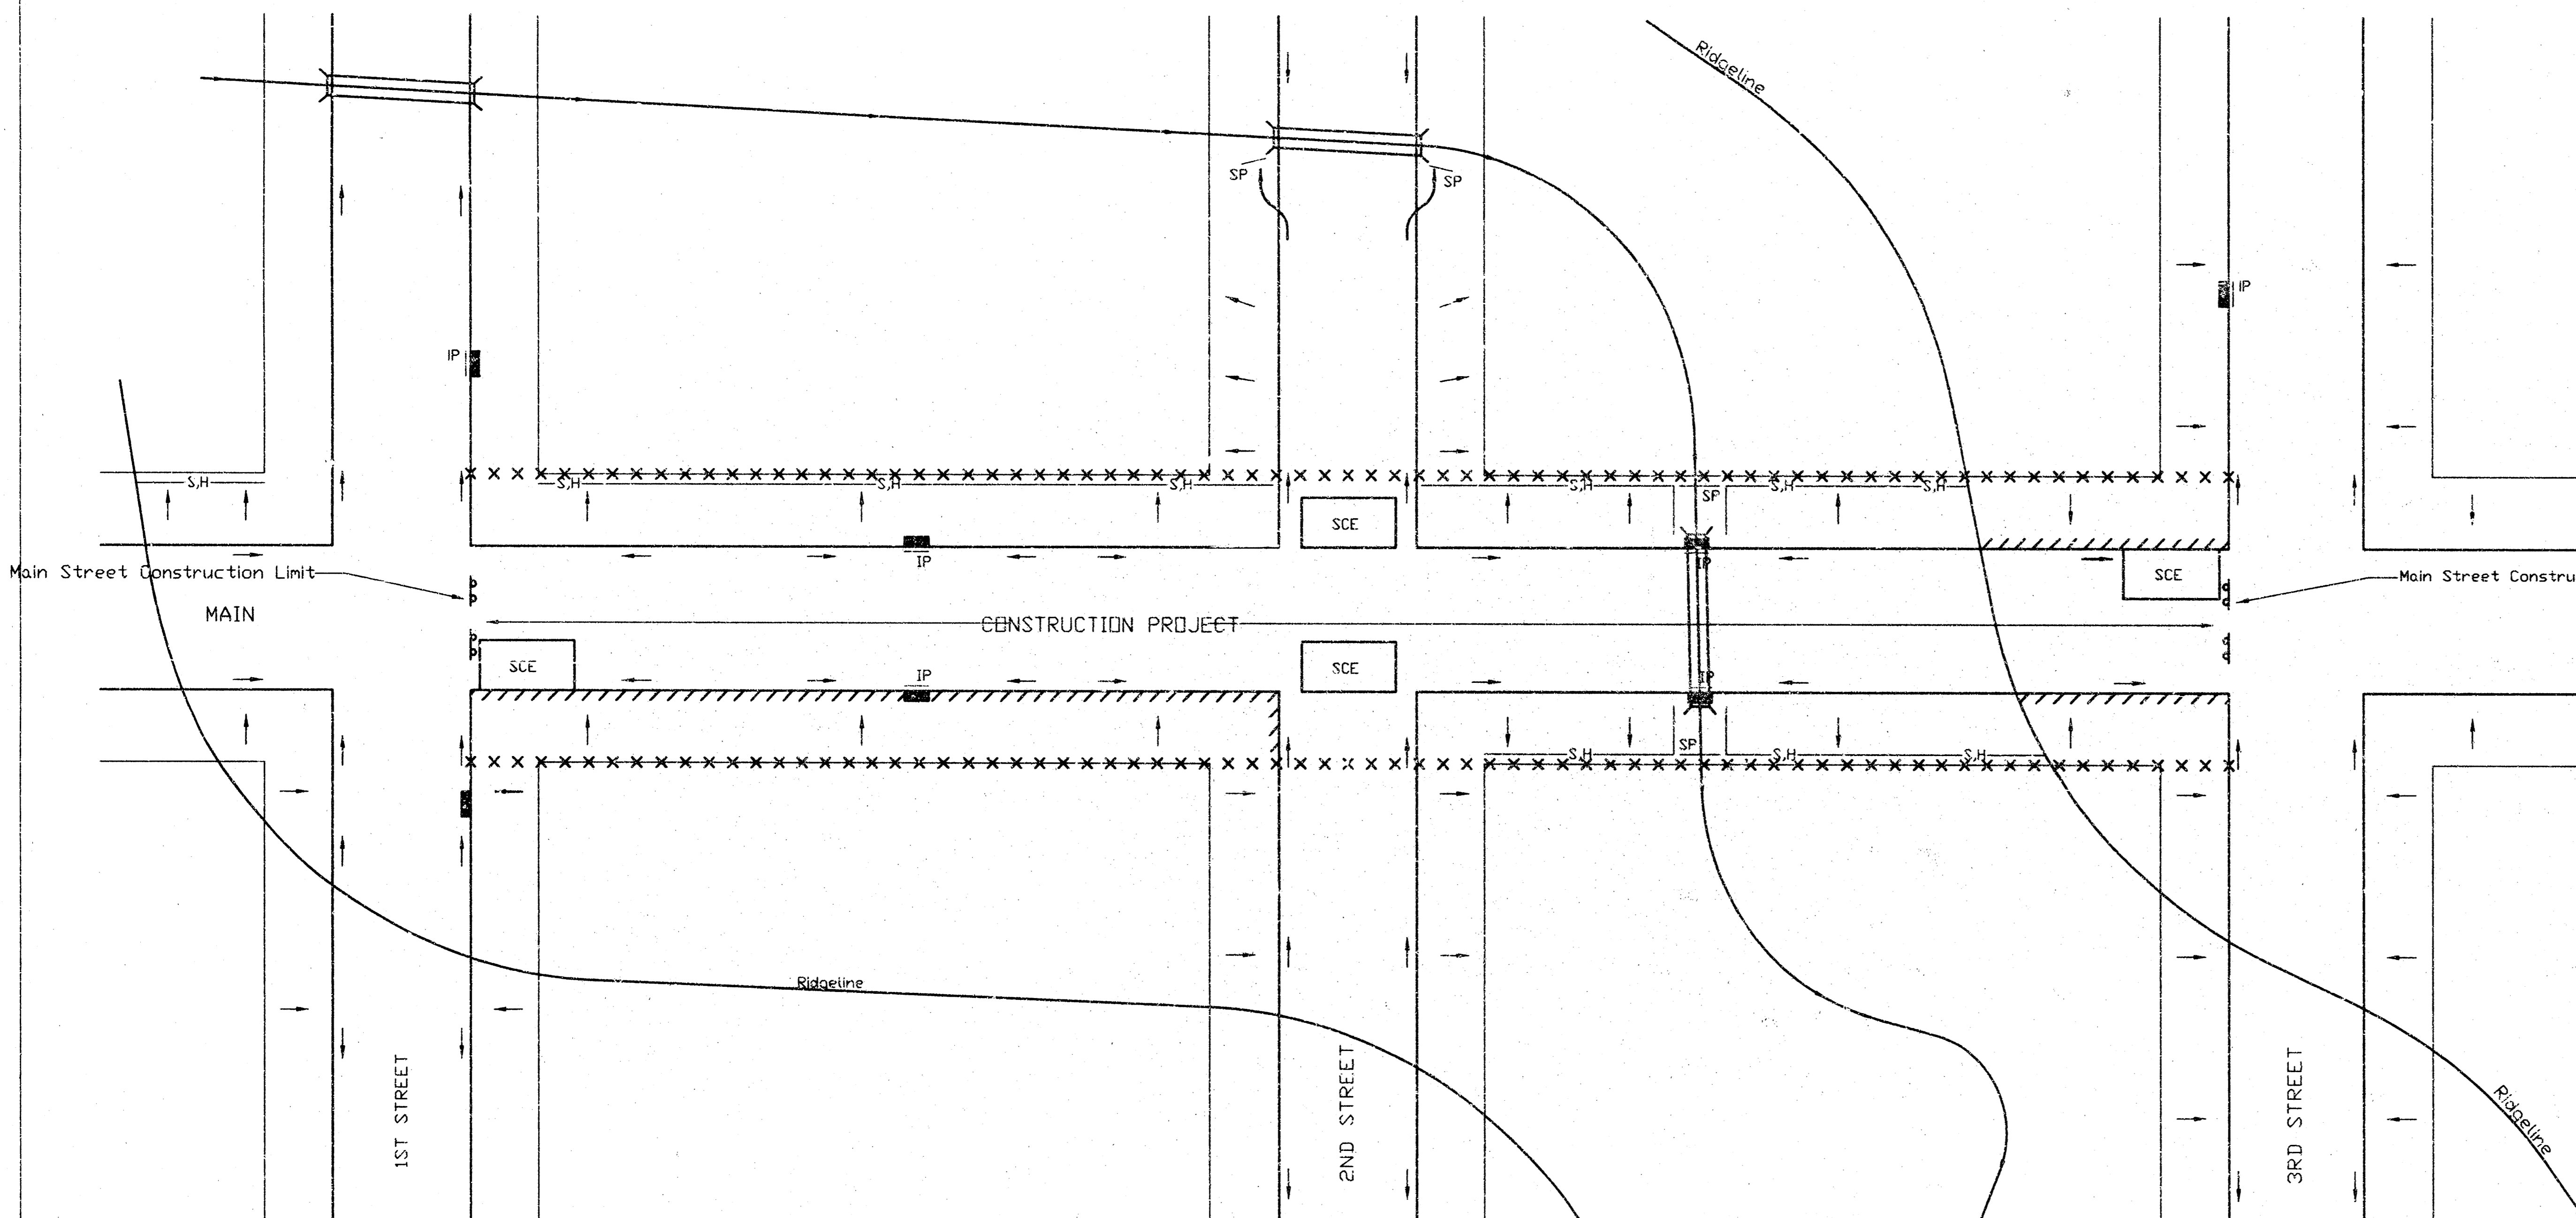 Ridgeline
SP
SP
IP
IP
S,H
S,H
S,H
S,H
S,H
SP
S,H
S,H
SCE
IP
IP
Main Street Construction Limit
SCE
Main Street Constru
MAIN
CONSTRUCTION PROJECT
SCE
SCE
IP
IP
SP
S,H
S,H
S,H
Ridgeline
1ST STREET
2ND STREET
3RD STREET
Ridgeline